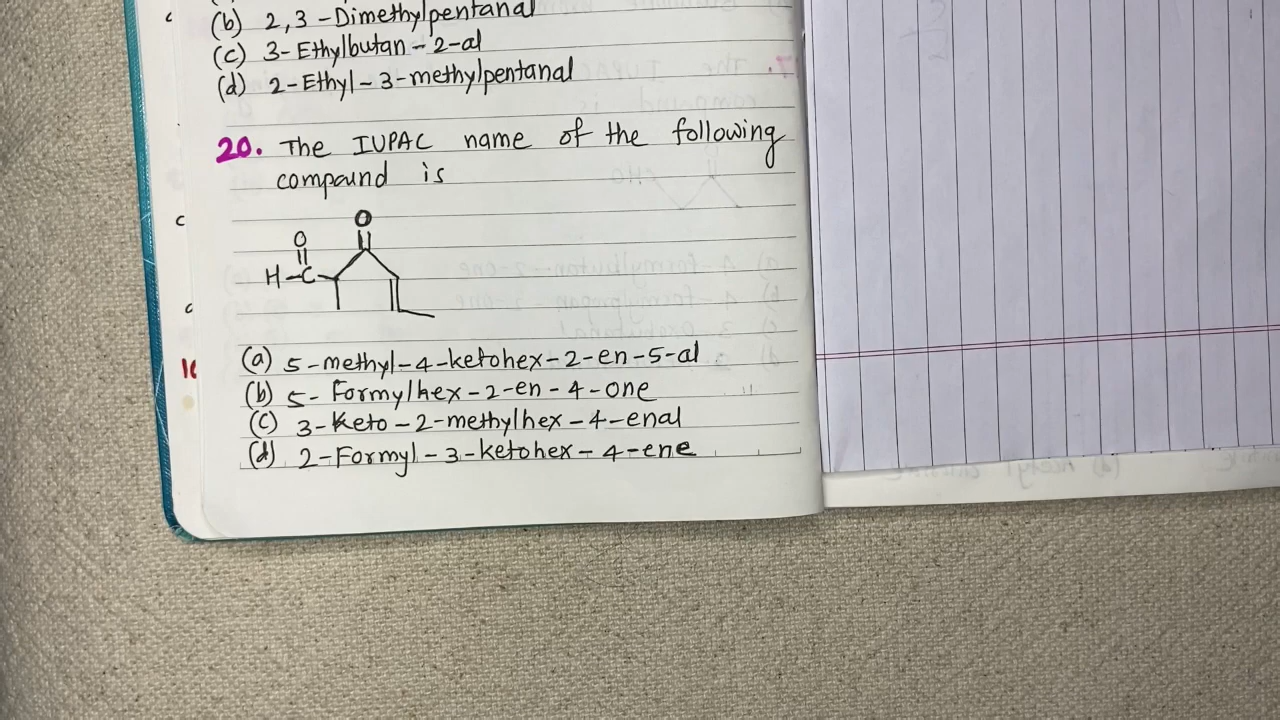 (b) 2,3-Dimethylpentanal
(c) 3-Ethylbutan-2-al
(d) 2-Ethyl-3-methylpentanal
20. The IUPAC name of the following
compound is
O
O
H-C
(a) 5-methyl-4-ketohex-2-en-5-al
(b) 5-Formylhex-2-en-4-one
(c) 3-Keto-2-methylhex-4-enal
(d) 2-Formyl-3-ketohex-4-ene